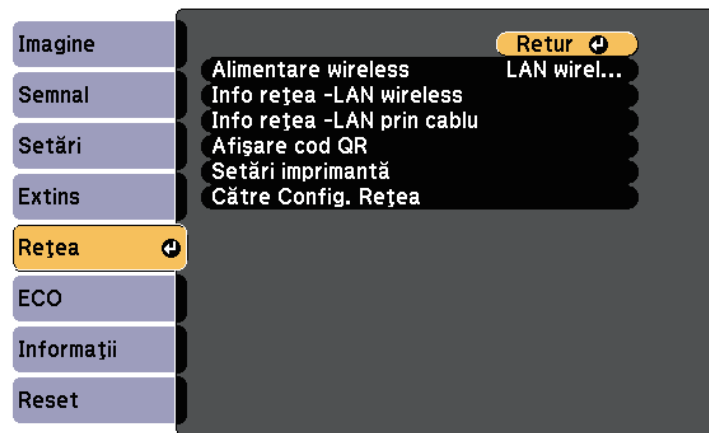 Imagine
Semnal
Setări
Extins
Reţea
ECO
Informaţii
Reset
Retur
Alimentare wireless LAN wirel...
Info reţea -LAN wireless
Info reţea -LAN prin cablu
Afişare cod QR
Setări imprimantă
Către Config. Reţea